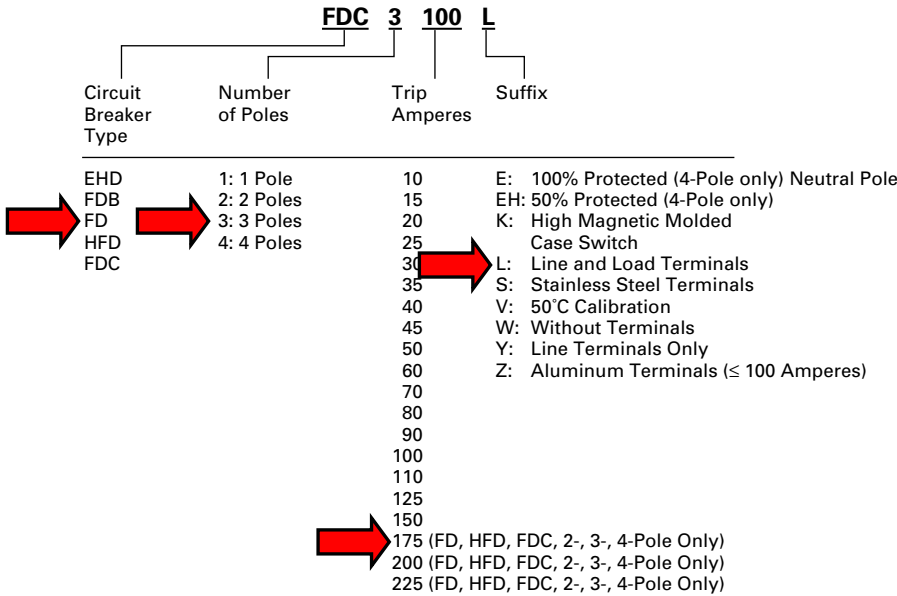 FDC 3 100 L
Circuit Breaker Type
Number of Poles
Trip Amperes
Suffix
EHD
FDB
FD
HFD
FDC
1: 1 Pole
2: 2 Poles
3: 3 Poles
4: 4 Poles
10
15
20
25
30
35
40
45
50
60
70
80
90
100
110
125
150
175 (FD, HFD, FDC, 2-, 3-, 4-Pole Only)
200 (FD, HFD, FDC, 2-, 3-, 4-Pole Only)
225 (FD, HFD, FDC, 2-, 3-, 4-Pole Only)
E: 100% Protected (4-Pole only) Neutral Pole
EH: 50% Protected (4-Pole only)
K: High Magnetic Molded
Case Switch
L: Line and Load Terminals
S: Stainless Steel Terminals
V: 50˚C Calibration
W: Without Terminals
Y: Line Terminals Only
Z: Aluminum Terminals (≤ 100 Amperes)